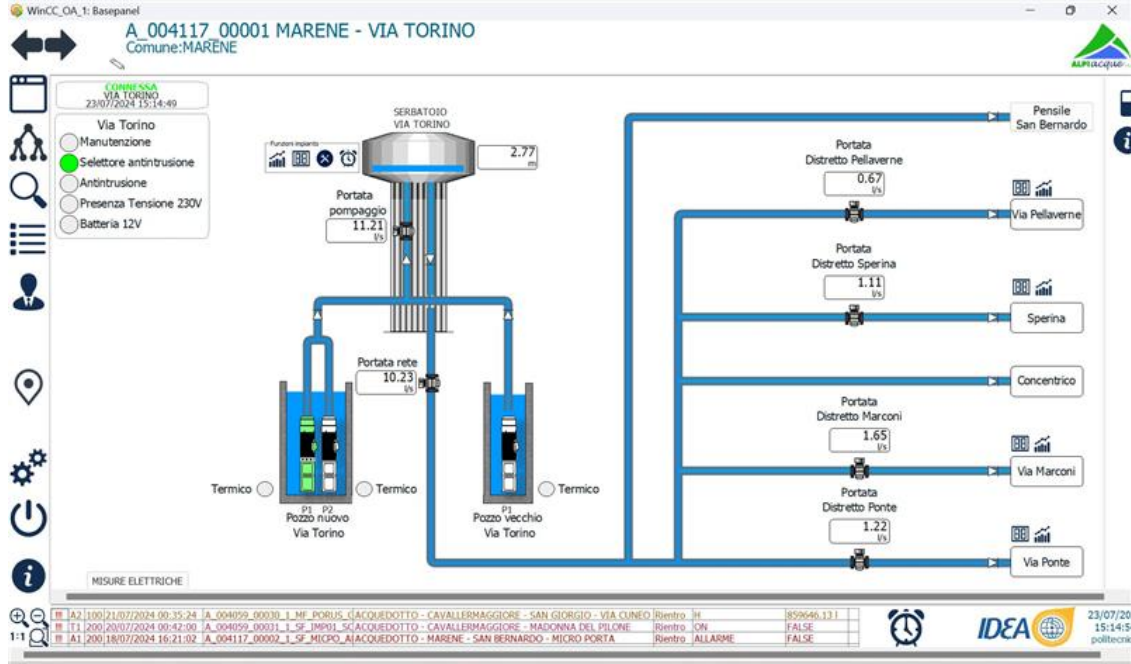 WinCC_OA_1: Basepanel
A_004117_00001 MARENE - VIA TORINO
Comune:MARENE
ALPIacque
CONNESSA
VIA TORINO
23/07/2024 15:14:49
Via Torino
Manutenzione
Selettore antintrusione
Antintrusione
Presenza Tensione 230V
Batteria 12V
SERBATOIO
VIA TORINO
Funzioni impianto
2.77
m
Portata
pompaggio
11.21
l/s
Portata rete
10.23
l/s
Termico
Termico
Termico
P1 P2
Pozzo nuovo
Via Torino
P1
Pozzo vecchio
Via Torino
Pensile
San Bernardo
Portata
Distretto Pellaverne
0.67
l/s
Via Pellaverne
Portata
Distretto Sperina
1.11
l/s
Sperina
Concentrico
Portata
Distretto Marconi
1.65
l/s
Via Marconi
Portata
Distretto Ponte
1.22
l/s
Via Ponte
MISURE ELETTRICHE
!!! A2 100 21/07/2024 00:35:24 A_004059_00030_1_MF_PORUS_C ACQUEDOTTO - CAVALLERMAGGIORE - SAN GIORGIO - VIA CUNEO Rientro H 859646.13
!!! T1 200 20/07/2024 00:42:00 A_004059_00031_1_SF_IMP01_SC ACQUEDOTTO - CAVALLERMAGGIORE - MADONNA DEL PILONE Rientro ON FALSE
!!! A1 200 18/07/2024 16:21:02 A_004117_00002_1_SF_MICPO_A ACQUEDOTTO - MARENE - SAN BERNARDO - MICRO PORTA Rientro ALLARME FALSE
1:1
IDEA
23/07/20
15:14:5
politecni